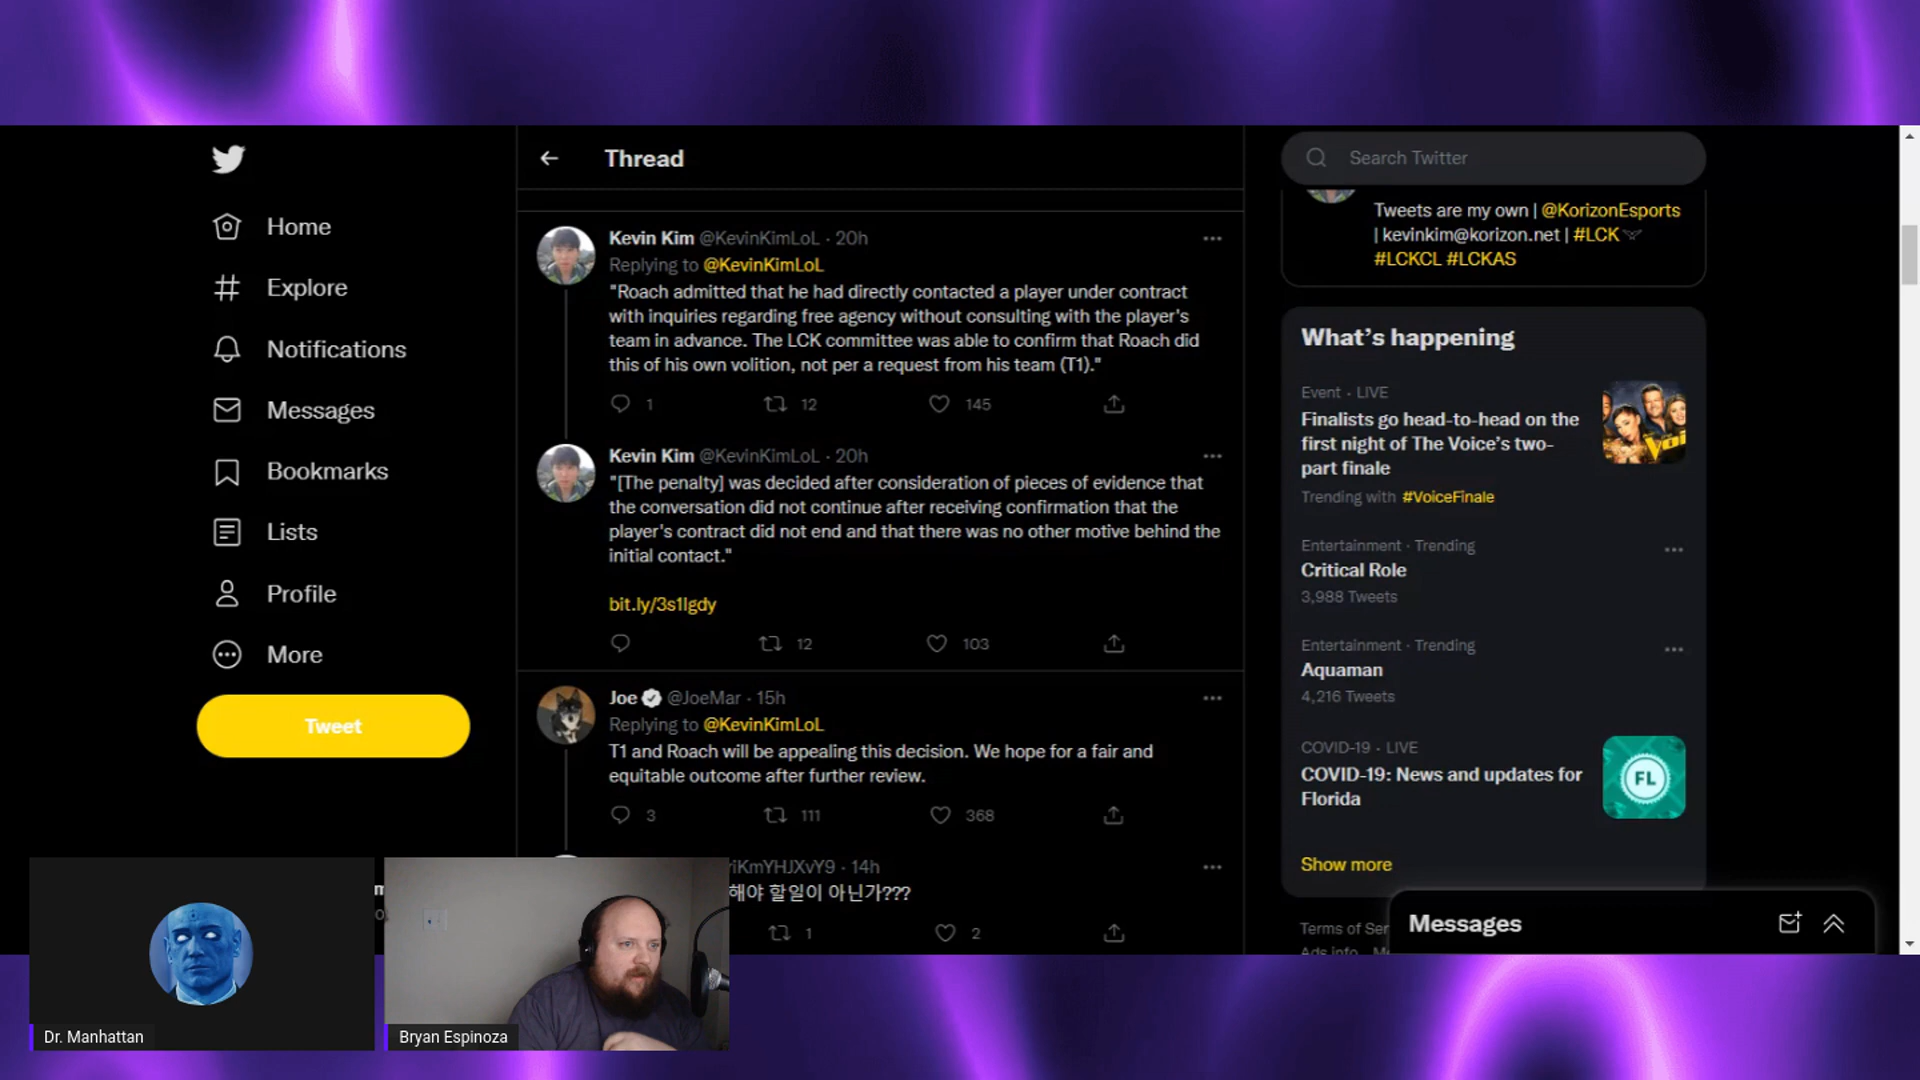 Home
Explore
Notifications
Messages
Bookmarks
Lists
Profile
More
Tweet
Thread
Kevin Kim @KevinKimLoL · 20h
Replying to @KevinKimLoL
"Roach admitted that he had directly contacted a player under contract
with inquiries regarding free agency without consulting with the player's
team in advance. The LCK committee was able to confirm that Roach did
this of his own volition, not per a request from his team (T1)."
1 12 145
Kevin Kim @KevinKimLoL · 20h
"[The penalty] was decided after consideration of pieces of evidence that
the conversation did not continue after receiving confirmation that the
player's contract did not end and that there was no other motive behind the
initial contact."
bit.ly/3s1lgdy
12 103
Joe @JoeMar · 15h
Replying to @KevinKimLoL
T1 and Roach will be appealing this decision. We hope for a fair and
equitable outcome after further review.
3 111 368
riKmYHJXvY9 · 14h
해야 할일이 아닌가???
1 2
Search Twitter
Tweets are my own | @KorizonEsports
| kevinkim@korizon.net | #LCK
#LCKCL #LCKAS
What's happening
Event · LIVE
Finalists go head-to-head on the
first night of The Voice's two-
part finale
Trending with #VoiceFinale
Entertainment · Trending
Critical Role
3,988 Tweets
Entertainment · Trending
Aquaman
4,216 Tweets
COVID-19 · LIVE
COVID-19: News and updates for
Florida
FL
Show more
Terms of Ser
Messages
Dr. Manhattan
Bryan Espinoza